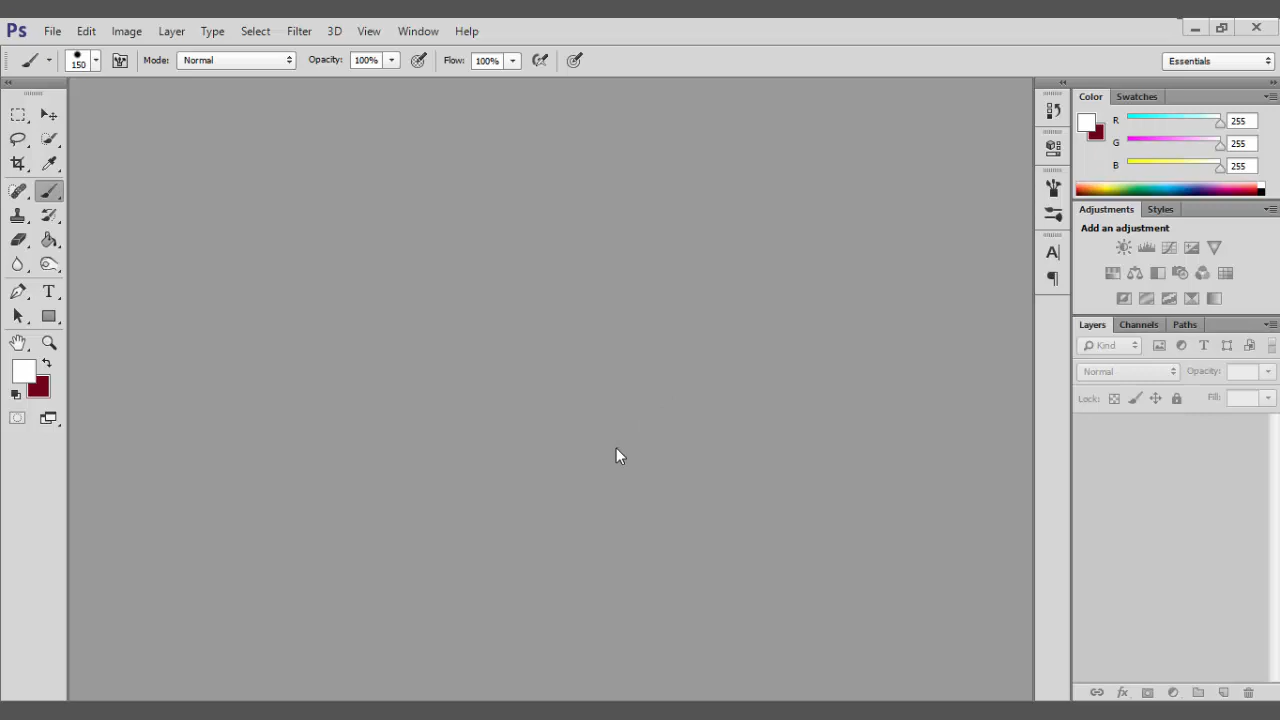 Ps File Edit Image Layer Type Select Filter 3D View Window Help
150 Mode: Normal Opacity: 100% Flow: 100% Essentials
Color Swatches
R 255
G 255
B 255
Adjustments Styles
Add an adjustment
Layers Channels Paths
Kind
Normal Opacity:
Lock: Fill: